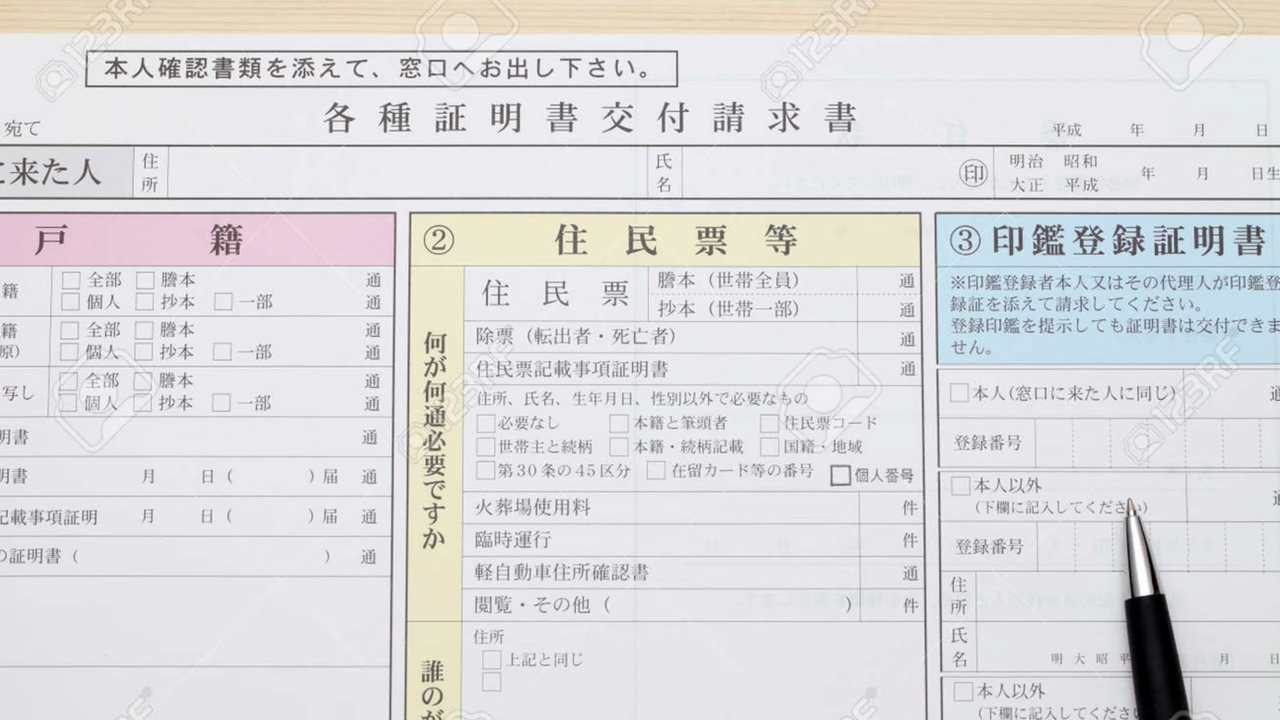 本人確認書類を添えて、窓口へお出し下さい。
各種証明書交付請求書
宛て
平成 年 月 日
に来た人 住所 氏名 印 明治 昭和 大正 平成 年 月 日生
戸籍
籍 □全部 □謄本 通
□個人 □抄本 □一部 通
籍 □全部 □謄本 通
原) □個人 □抄本 □一部 通
写し □全部 □謄本 通
□個人 □抄本 □一部 通
明書 通
明書 月 日( )届 通
記載事項証明 月 日( )届 通
の証明書( ) 通
② 住民票等
何が何通必要ですか
住民票 謄本(世帯全員) 通
抄本(世帯一部) 通
除票(転出者・死亡者) 通
住民票記載事項証明書 通
住所、氏名、生年月日、性別以外で必要なもの
□必要なし □本籍と筆頭者 □住民票コード
□世帯主と続柄 □本籍・続柄記載 □国籍・地域
□第30条の45区分 □在留カード等の番号 □個人番号
火葬場使用料 件
臨時運行 件
軽自動車住所確認書 通
閲覧・その他( ) 件
誰のが
住所
□上記と同じ
□
③印鑑登録証明書
※印鑑登録者本人又はその代理人が印鑑登
録証を添えて請求してください。
登録印鑑を提示しても証明書は交付できま
せん。
□本人(窓口に来た人に同じ) 通
登録番号
□本人以外
(下欄に記入してください) 通
登録番号
住所
氏名 明大昭平 月 日
□本人以外
(下欄に記入してくださ
123RF